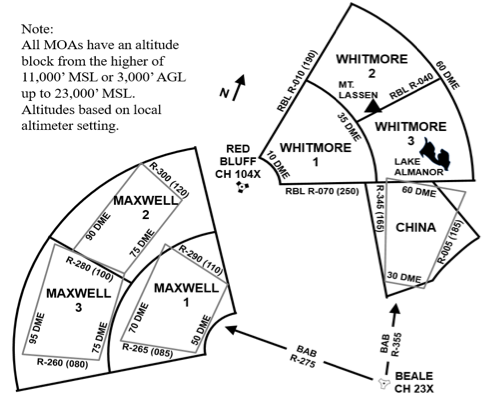 Note:
All MOAs have an altitude
block from the higher of
11,000' MSL or 3,000' AGL
up to 23,000' MSL.
Altitudes based on local
altimeter setting.
N
RBL R-010 (190)
WHITMORE
2
60 DME
MT.
LASSEN
RBL R-040
35 DME
WHITMORE
3
LAKE
ALMANOR
WHITMORE
1
10 DME
RED
BLUFF
CH 104X
RBL R-070 (250)
60 DME
R-345 (165)
CHINA
R-005 (185)
30 DME
R-300 (120)
MAXWELL
2
90 DME
75 DME
R-280 (100)
R-290 (110)
MAXWELL
3
MAXWELL
1
95 DME
75 DME
70 DME
50 DME
R-265 (085)
R-260 (080)
BAB
R-275
BAB
R-355
BEALE
CH 23X